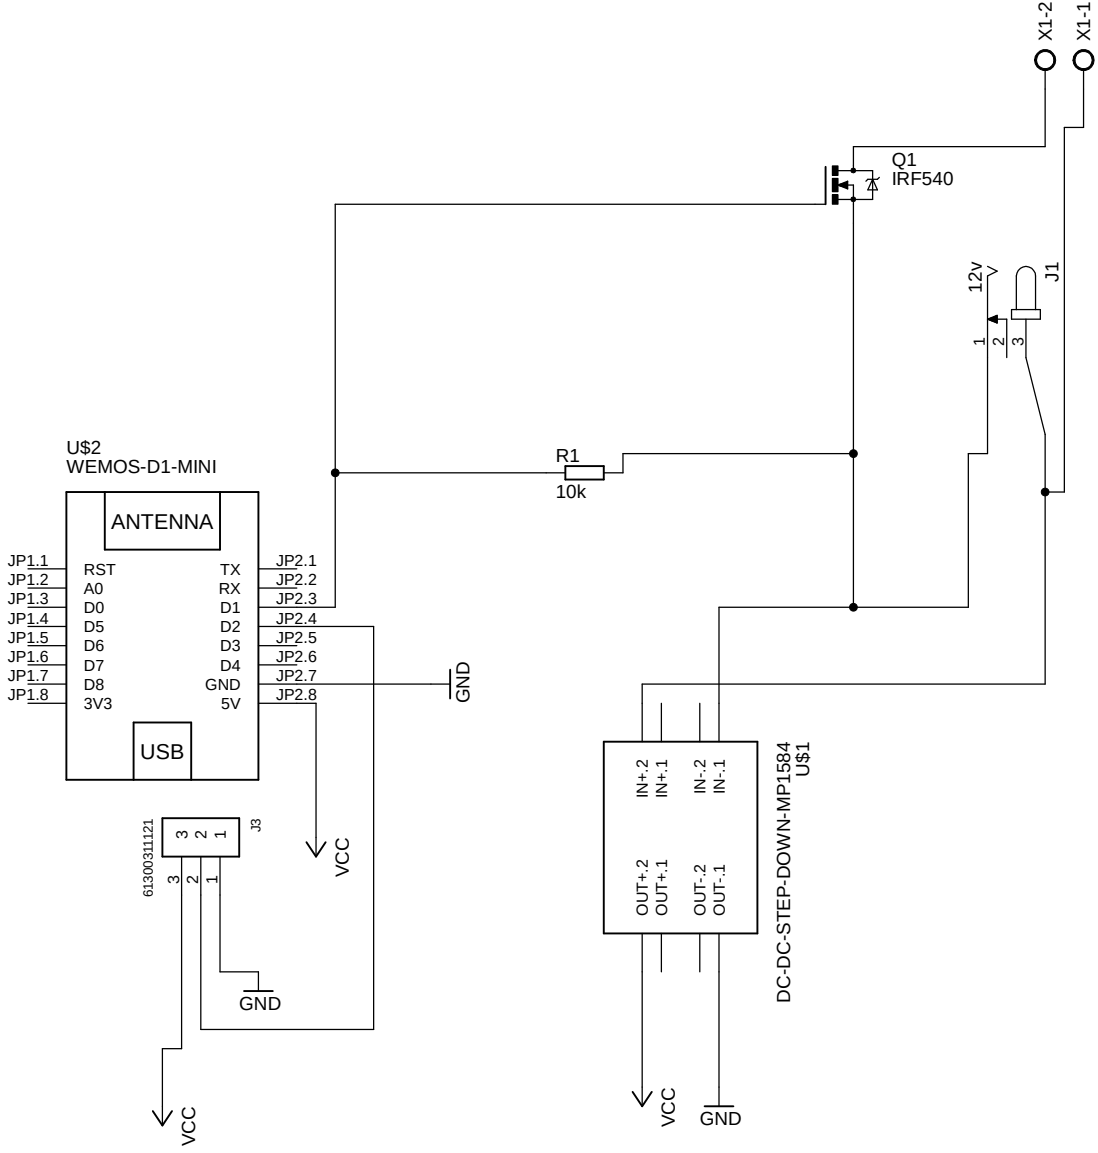 X1-2
X1-1
Q1
IRF540
12v
J1
1
2
3
R1
10k
U$2
WEMOS-D1-MINI
ANTENNA
JP1.1
RST
TX
JP2.1
JP1.2
A0
RX
JP2.2
JP1.3
D0
D1
JP2.3
JP1.4
D5
D2
JP2.4
JP1.5
D6
D3
JP2.5
JP1.6
D7
D4
JP2.6
JP1.7
D8
GND
JP2.7
JP1.8
3V3
5V
JP2.8
GND
USB
61300311121
3
2
1
J3
3
2
1
VCC
GND
VCC
IN+.2
IN+.1
IN-.2
IN-.1
OUT+.2
OUT+.1
OUT-.2
OUT-.1
DC-DC-STEP-DOWN-MP1584
U$1
VCC
GND